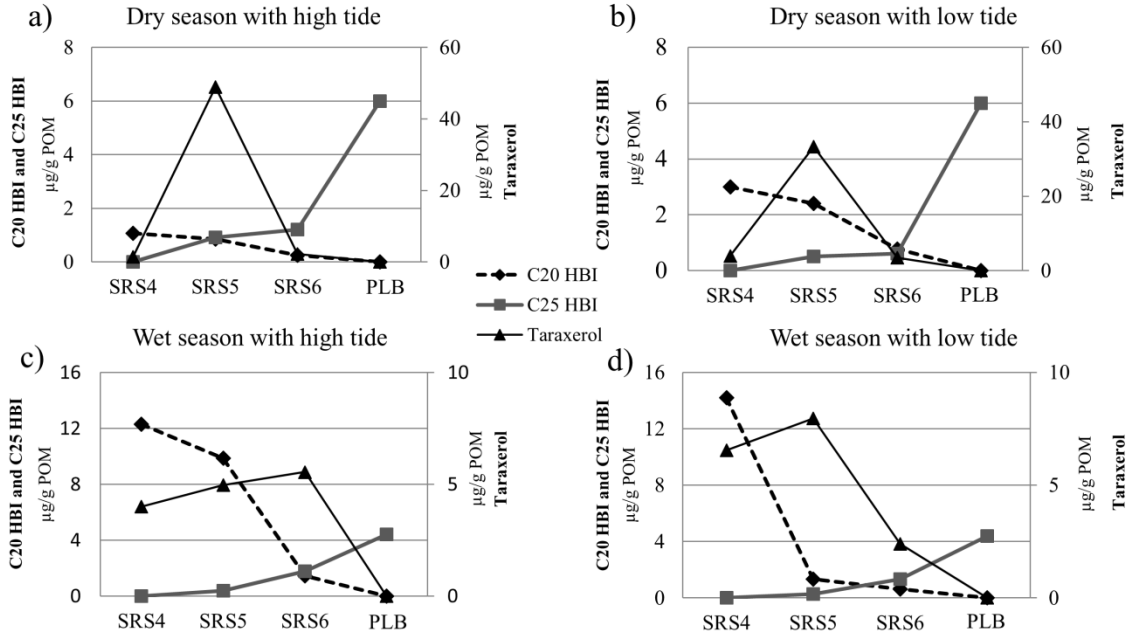 a)
Dry season with high tide
C20 HBI and C25 HBI
µg/g POM
8
6
4
2
0
60
40
20
0
µg/g POM
Taraxerol
SRS4 SRS5 SRS6 PLB
b)
Dry season with low tide
C20 HBI and C25 HBI
µg/g POM
8
6
4
2
0
60
40
20
0
µg/g POM
Taraxerol
SRS4 SRS5 SRS6 PLB
C20 HBI
C25 HBI
Taraxerol
c)
Wet season with high tide
C20 HBI and C25 HBI
µg/g POM
16
12
8
4
0
10
5
0
µg/g POM
Taraxerol
SRS4 SRS5 SRS6 PLB
d)
Wet season with low tide
C20 HBI and C25 HBI
µg/g POM
16
12
8
4
0
10
5
0
µg/g POM
Taraxerol
SRS4 SRS5 SRS6 PLB